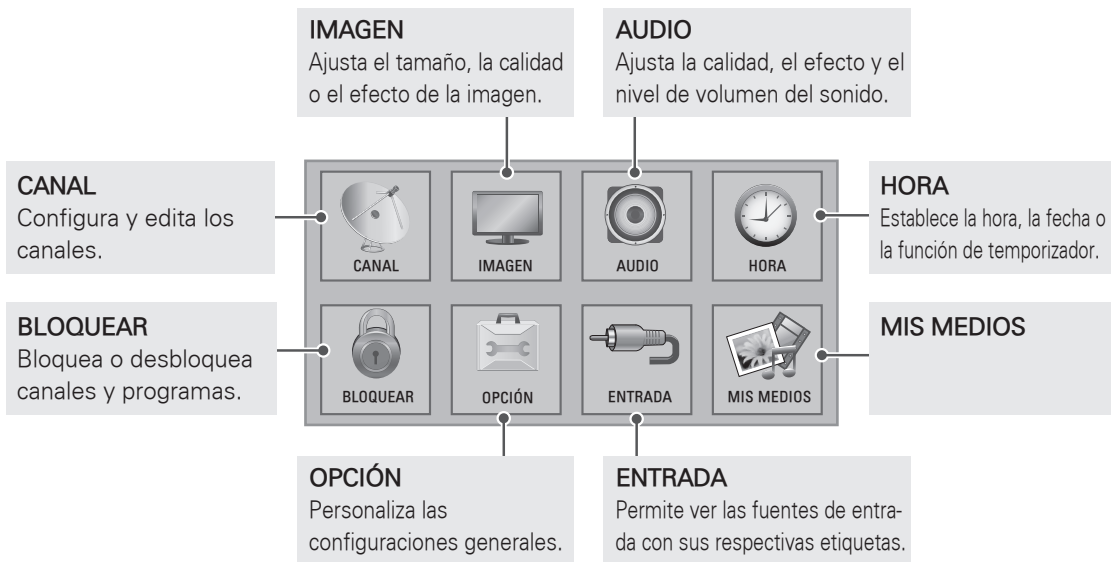 IMAGEN
Ajusta el tamaño, la calidad
o el efecto de la imagen.
AUDIO
Ajusta la calidad, el efecto y el
nivel de volumen del sonido.
CANAL
Configura y edita los
canales.
HORA
Establece la hora, la fecha o
la función de temporizador.
CANAL
IMAGEN
AUDIO
HORA
BLOQUEAR
Bloquea o desbloquea
canales y programas.
MIS MEDIOS
BLOQUEAR
OPCIÓN
ENTRADA
MIS MEDIOS
OPCIÓN
Personaliza las
configuraciones generales.
ENTRADA
Permite ver las fuentes de entra-
da con sus respectivas etiquetas.